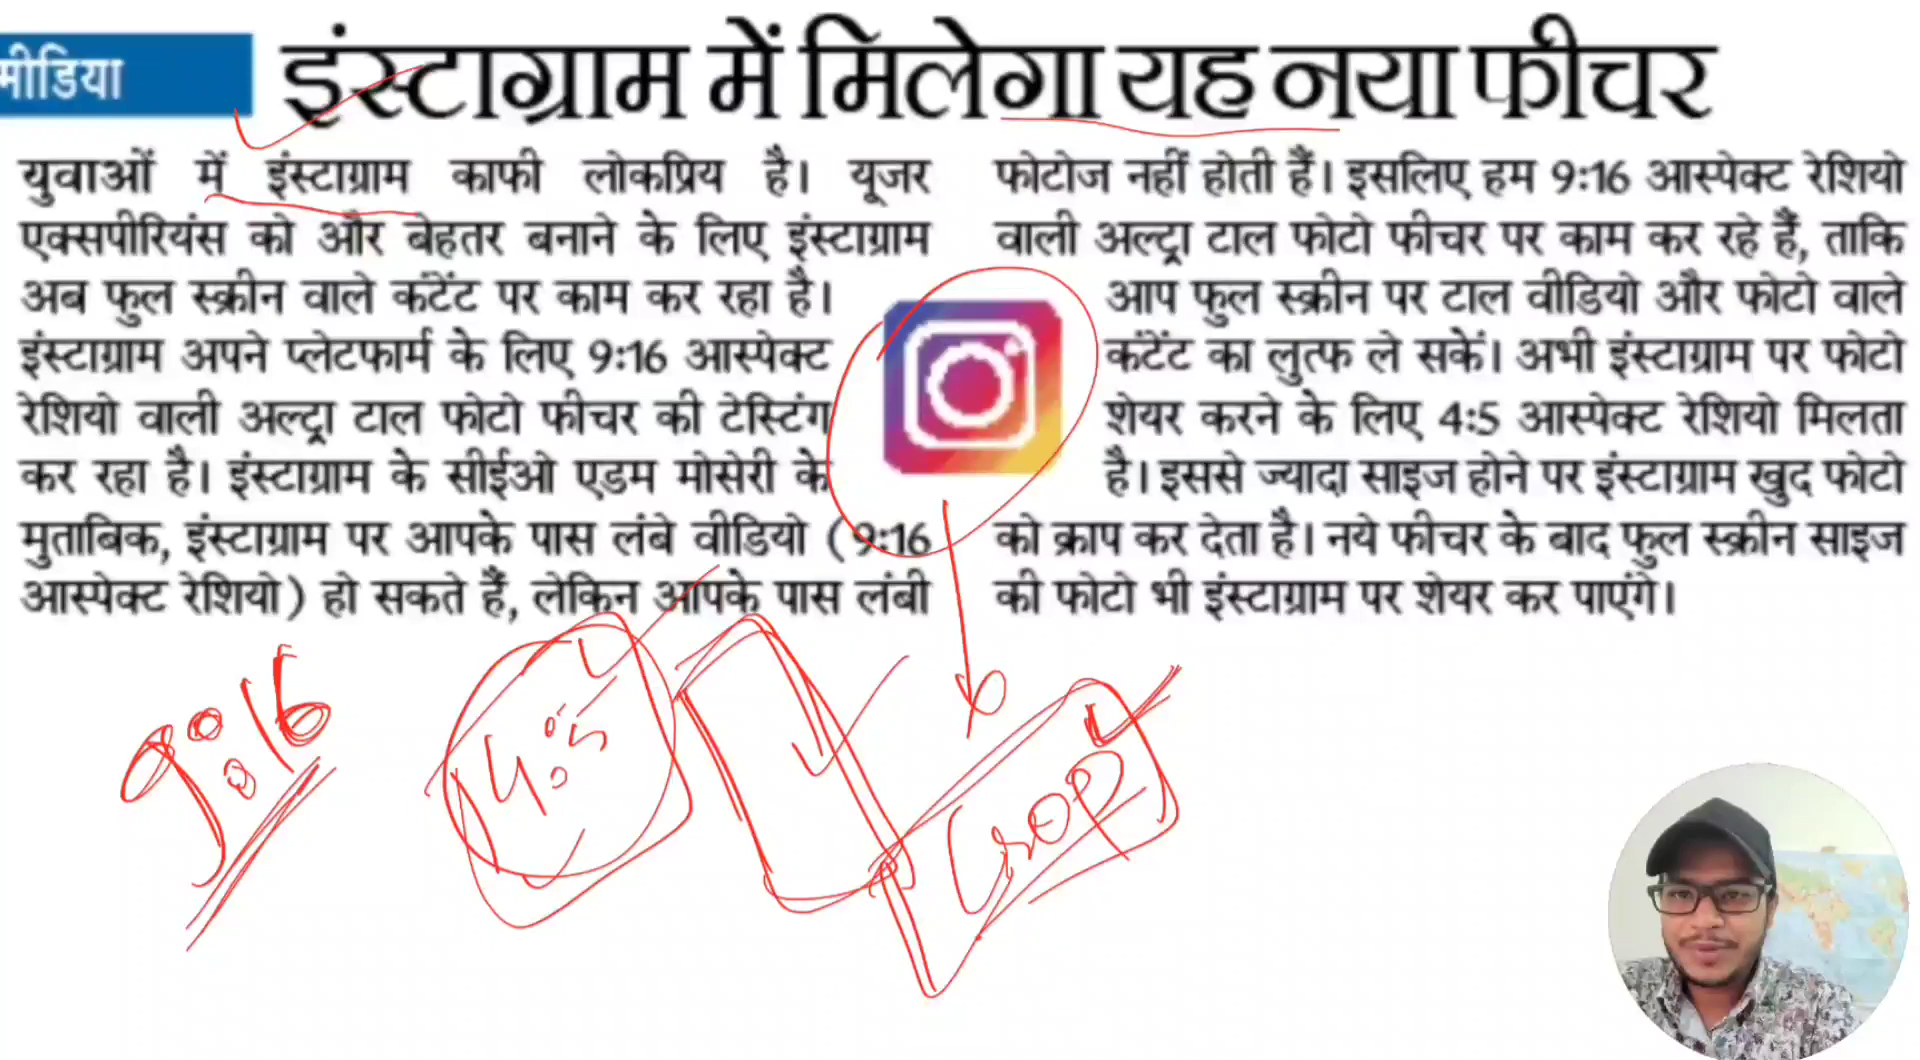 मीडिया
इंस्टाग्राम में मिलेगा यह नया फीचर
युवाओं में इंस्टाग्राम काफी लोकप्रिय है। यूजर
एक्सपीरियंस को और बेहतर बनाने के लिए इंस्टाग्राम
अब फुल स्क्रीन वाले कंटेंट पर काम कर रहा है।
इंस्टाग्राम अपने प्लेटफार्म के लिए 9:16 आस्पेक्ट
रेशियो वाली अल्ट्रा टाल फोटो फीचर की टेस्टिंग
कर रहा है। इंस्टाग्राम के सीईओ एडम मोसेरी के
मुताबिक, इंस्टाग्राम पर आपके पास लंबे वीडियो (9:16
आस्पेक्ट रेशियो) हो सकते हैं, लेकिन आपके पास लंबी
फोटोज नहीं होती हैं। इसलिए हम 9:16 आस्पेक्ट रेशियो
वाली अल्ट्रा टाल फोटो फीचर पर काम कर रहे हैं, ताकि
आप फुल स्क्रीन पर टाल वीडियो और फोटो वाले
कंटेंट का लुत्फ ले सकें। अभी इंस्टाग्राम पर फोटो
शेयर करने के लिए 4:5 आस्पेक्ट रेशियो मिलता
है। इससे ज्यादा साइज होने पर इंस्टाग्राम खुद फोटो
को क्राप कर देता है। नये फीचर के बाद फुल स्क्रीन साइज
की फोटो भी इंस्टाग्राम पर शेयर कर पाएंगे।
9:16
4:5
Crop